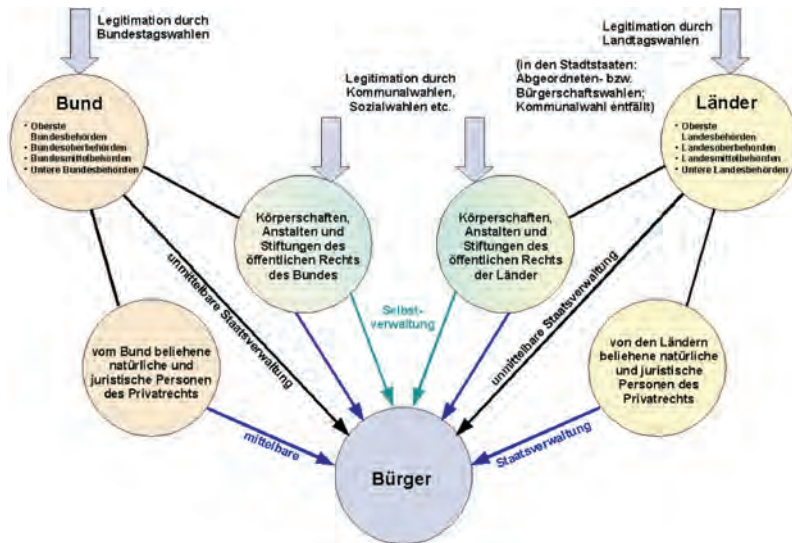 Legitimation durch
Bundestagswahlen
Legitimation durch
Kommunalwahlen,
Sozialwahlen etc.
Legitimation durch
Landtagswahlen
(in den Stadtstaaten:
Abgeordneten- bzw.
Bürgerschaftswahlen;
Kommunalwahl entfällt)
Bund
• Oberste
Bundesbehörden
• Bundesoberbehörden
• Bundesmittelbehörden
• Untere Bundesbehörden
Länder
• Oberste
Landesbehörden
• Landesoberbehörden
• Landesmittelbehörden
• Untere Landesbehörden
Körperschaften,
Anstalten und
Stiftungen des
öffentlichen Rechts
des Bundes
Körperschaften,
Anstalten und
Stiftungen des
öffentlichen Rechts
der Länder
unmittelbare Staatsverwaltung
Selbst-
verwaltung
unmittelbare Staatsverwaltung
vom Bund beliehene
natürliche und
juristische Personen
des Privatrechts
von den Ländern
beliehene natürliche
und juristische
Personen des
Privatrechts
mittelbare
Staatsverwaltung
Bürger